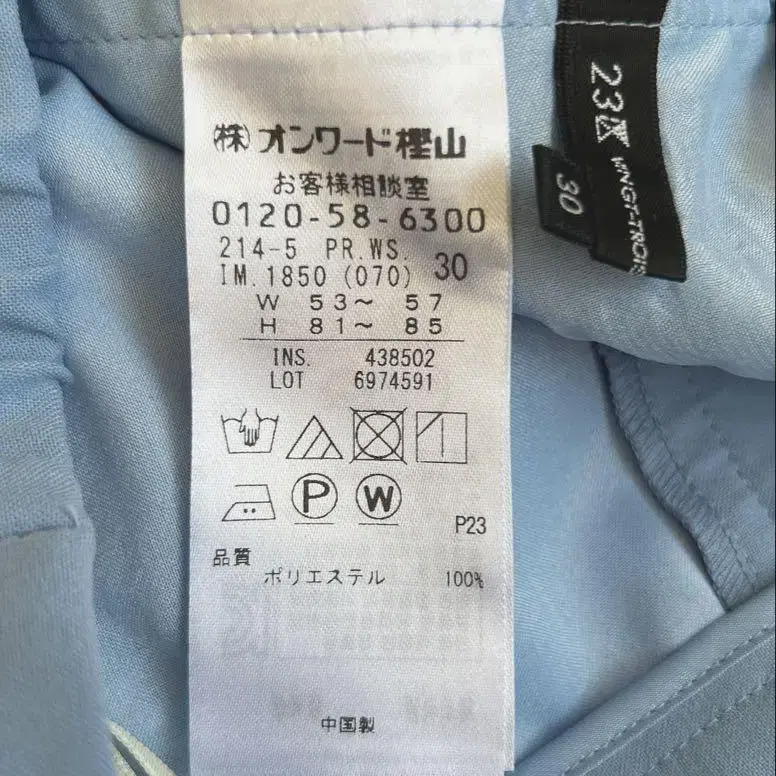 (株)オンワード樫山
お客様相談室
0120-58-6300
214-5 PR.WS.
IM.1850 (070) 30
W 53〜 57
H 81〜 85
INS. 438502
LOT 6974591
P W
P23
品質
ポリエステル 100%
中国製
23区
VINGT-TROIS
30